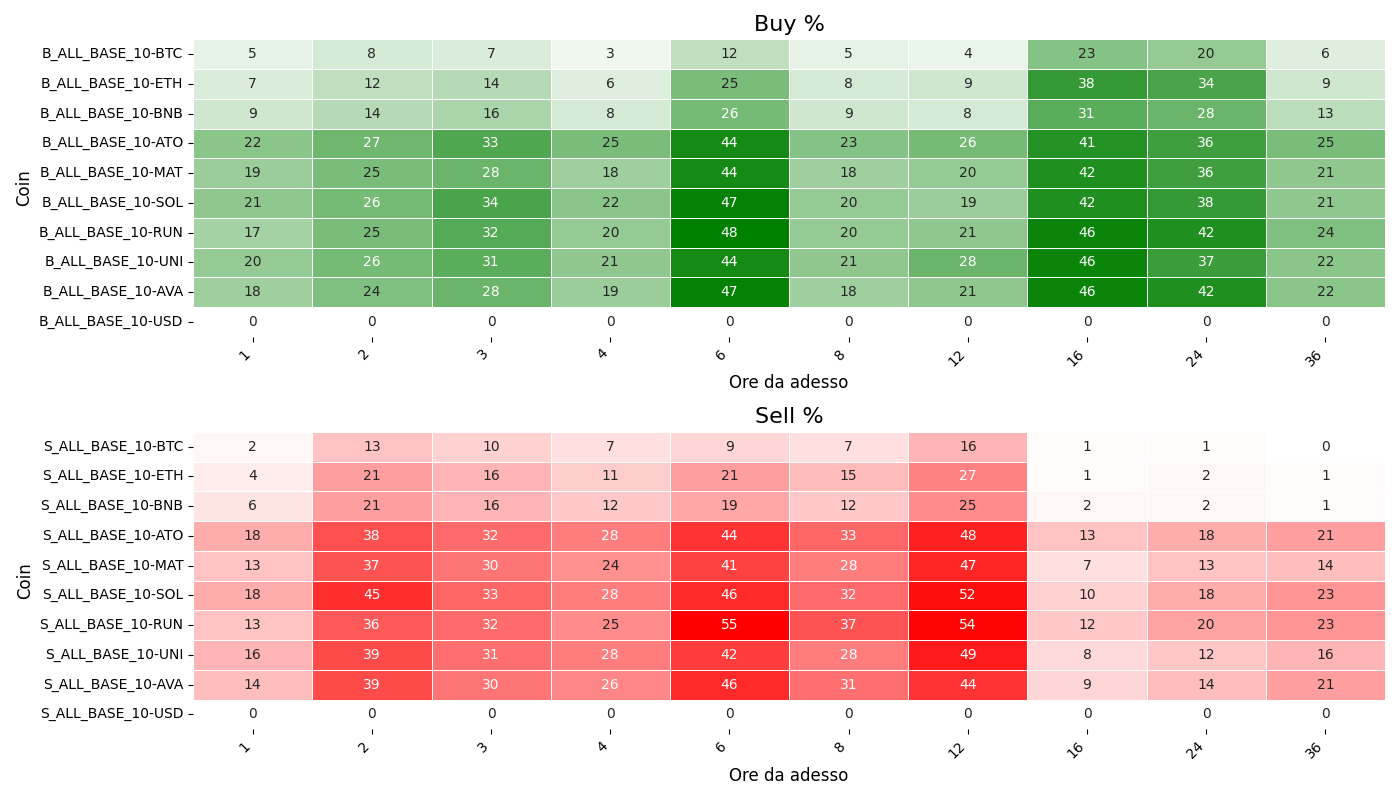 Buy %
Coin
B_ALL_BASE_10-BTC 5 8 7 3 12 5 4 23 20 6
B_ALL_BASE_10-ETH 7 12 14 6 25 8 9 38 34 9
B_ALL_BASE_10-BNB 9 14 16 8 26 9 8 31 28 13
B_ALL_BASE_10-ATO 22 27 33 25 44 23 26 41 36 25
B_ALL_BASE_10-MAT 19 25 28 18 44 18 20 42 36 21
B_ALL_BASE_10-SOL 21 26 34 22 47 20 19 42 38 21
B_ALL_BASE_10-RUN 17 25 32 20 48 20 21 46 42 24
B_ALL_BASE_10-UNI 20 26 31 21 44 21 28 46 37 22
B_ALL_BASE_10-AVA 18 24 28 19 47 18 21 46 42 22
B_ALL_BASE_10-USD 0 0 0 0 0 0 0 0 0 0
1 2 3 4 6 8 12 16 24 36
Ore da adesso
Sell %
Coin
S_ALL_BASE_10-BTC 2 13 10 7 9 7 16 1 1 0
S_ALL_BASE_10-ETH 4 21 16 11 21 15 27 1 2 1
S_ALL_BASE_10-BNB 6 21 16 12 19 12 25 2 2 1
S_ALL_BASE_10-ATO 18 38 32 28 44 33 48 13 18 21
S_ALL_BASE_10-MAT 13 37 30 24 41 28 47 7 13 14
S_ALL_BASE_10-SOL 18 45 33 28 46 32 52 10 18 23
S_ALL_BASE_10-RUN 13 36 32 25 55 37 54 12 20 23
S_ALL_BASE_10-UNI 16 39 31 28 42 28 49 8 12 16
S_ALL_BASE_10-AVA 14 39 30 26 46 31 44 9 14 21
S_ALL_BASE_10-USD 0 0 0 0 0 0 0 0 0 0
1 2 3 4 6 8 12 16 24 36
Ore da adesso